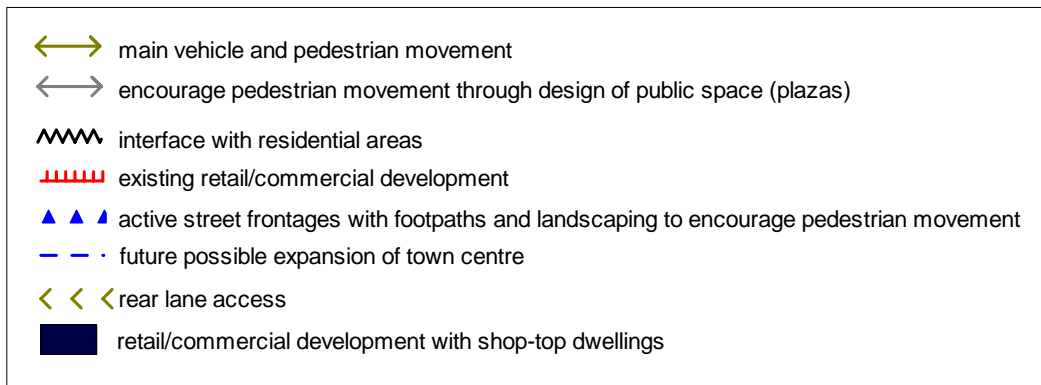 main vehicle and pedestrian movement
encourage pedestrian movement through design of public space (plazas)
interface with residential areas
existing retail/commercial development
active street frontages with footpaths and landscaping to encourage pedestrian movement
future possible expansion of town centre
rear lane access
retail/commercial development with shop-top dwellings